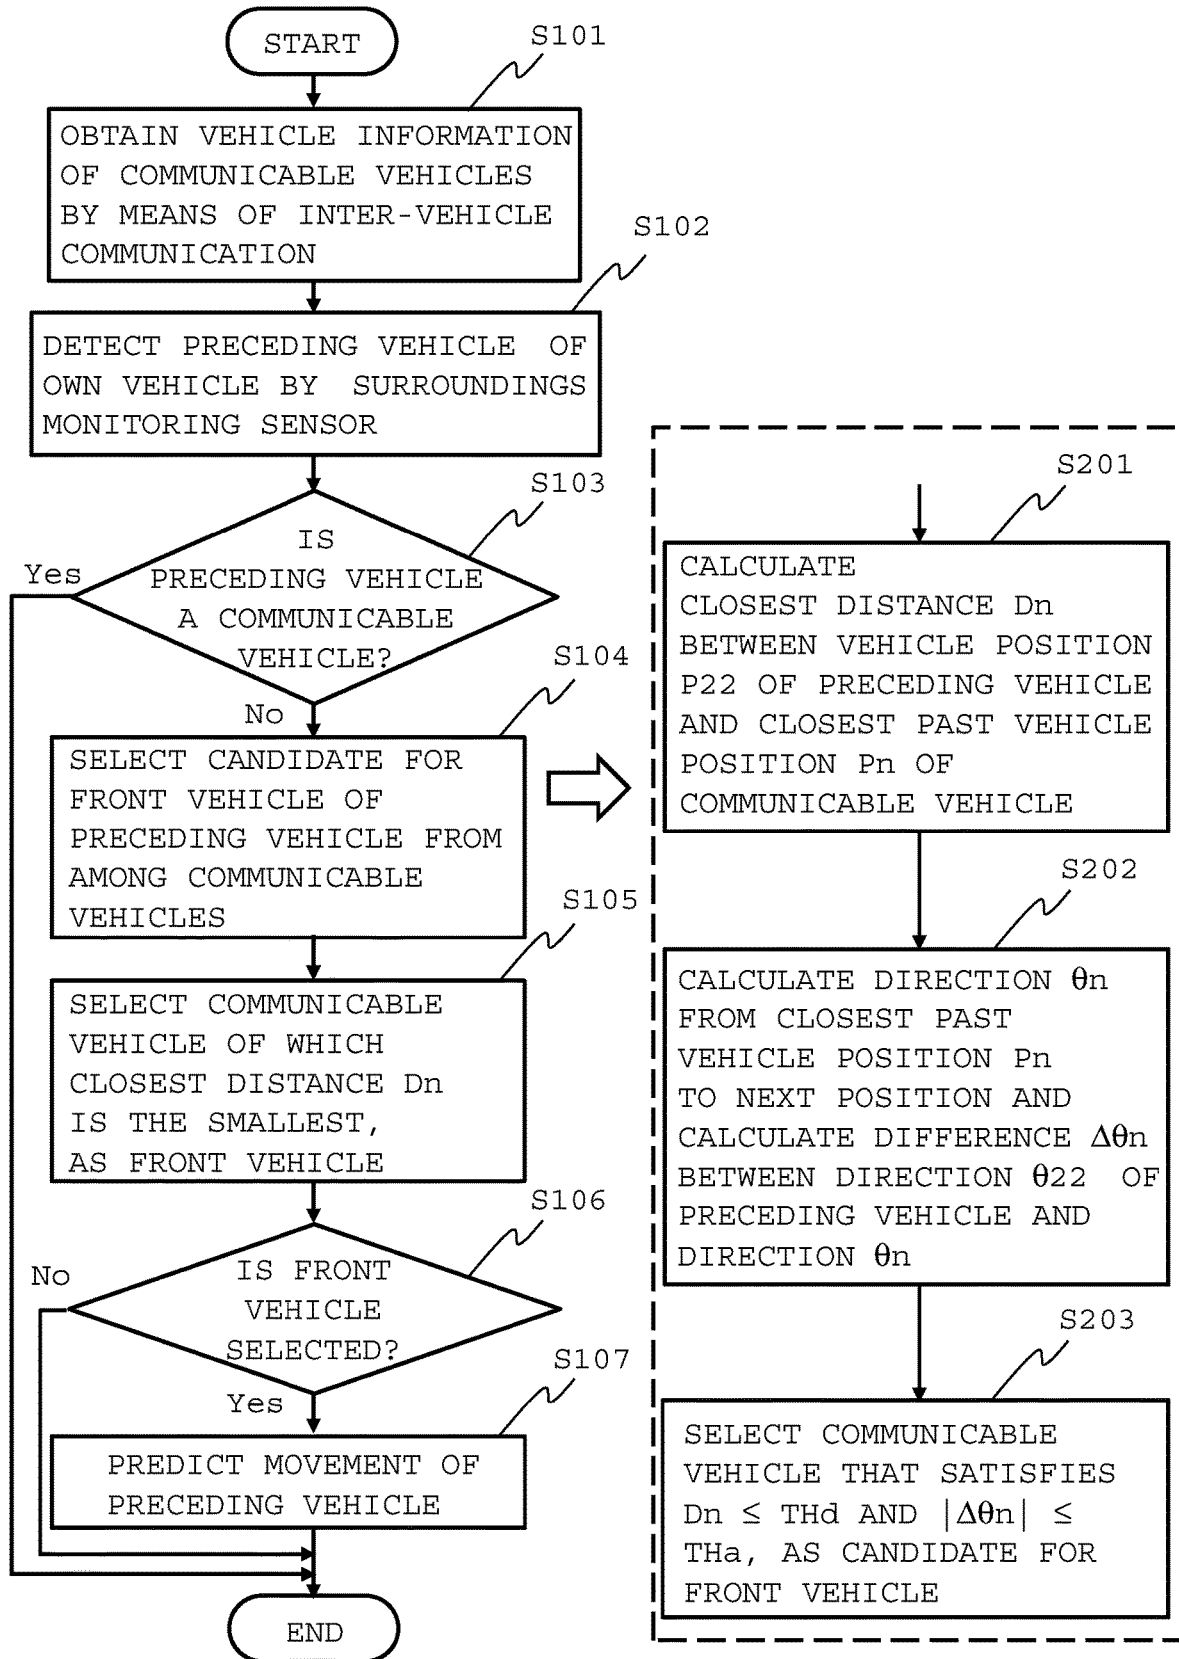 START
S101
OBTAIN VEHICLE INFORMATION
OF COMMUNICABLE VEHICLES
BY MEANS OF INTER-VEHICLE
COMMUNICATION
S102
DETECT PRECEDING VEHICLE OF
OWN VEHICLE BY SURROUNDINGS
MONITORING SENSOR
S103
IS
PRECEDING VEHICLE
A COMMUNICABLE
VEHICLE?
Yes
No
S104
SELECT CANDIDATE FOR
FRONT VEHICLE OF
PRECEDING VEHICLE FROM
AMONG COMMUNICABLE
VEHICLES
S105
SELECT COMMUNICABLE
VEHICLE OF WHICH
CLOSEST DISTANCE Dn
IS THE SMALLEST,
AS FRONT VEHICLE
S106
IS FRONT
VEHICLE
SELECTED?
No
Yes
S107
PREDICT MOVEMENT OF
PRECEDING VEHICLE
END
S201
CALCULATE
CLOSEST DISTANCE Dn
BETWEEN VEHICLE POSITION
P22 OF PRECEDING VEHICLE
AND CLOSEST PAST VEHICLE
POSITION Pn OF
COMMUNICABLE VEHICLE
S202
CALCULATE DIRECTION θn
FROM CLOSEST PAST
VEHICLE POSITION Pn
TO NEXT POSITION AND
CALCULATE DIFFERENCE Δθn
BETWEEN DIRECTION θ22 OF
PRECEDING VEHICLE AND
DIRECTION θn
S203
SELECT COMMUNICABLE
VEHICLE THAT SATISFIES
Dn ≤ THd AND |Δθn| ≤
THa, AS CANDIDATE FOR
FRONT VEHICLE